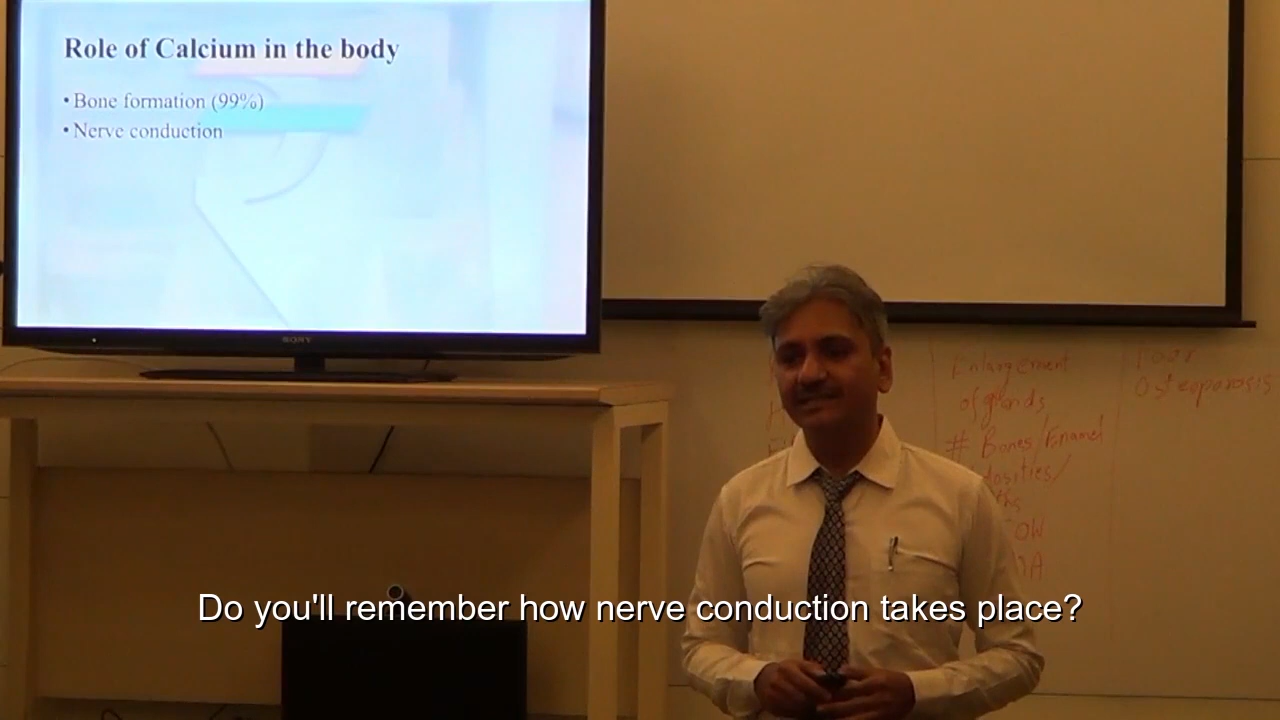 Role of Calcium in the body
• Bone formation (99%)
• Nerve conduction
SONY
Enlargement
of glands
# Bones/Enamel
Osteoporosis
Do you'll remember how nerve conduction takes place?